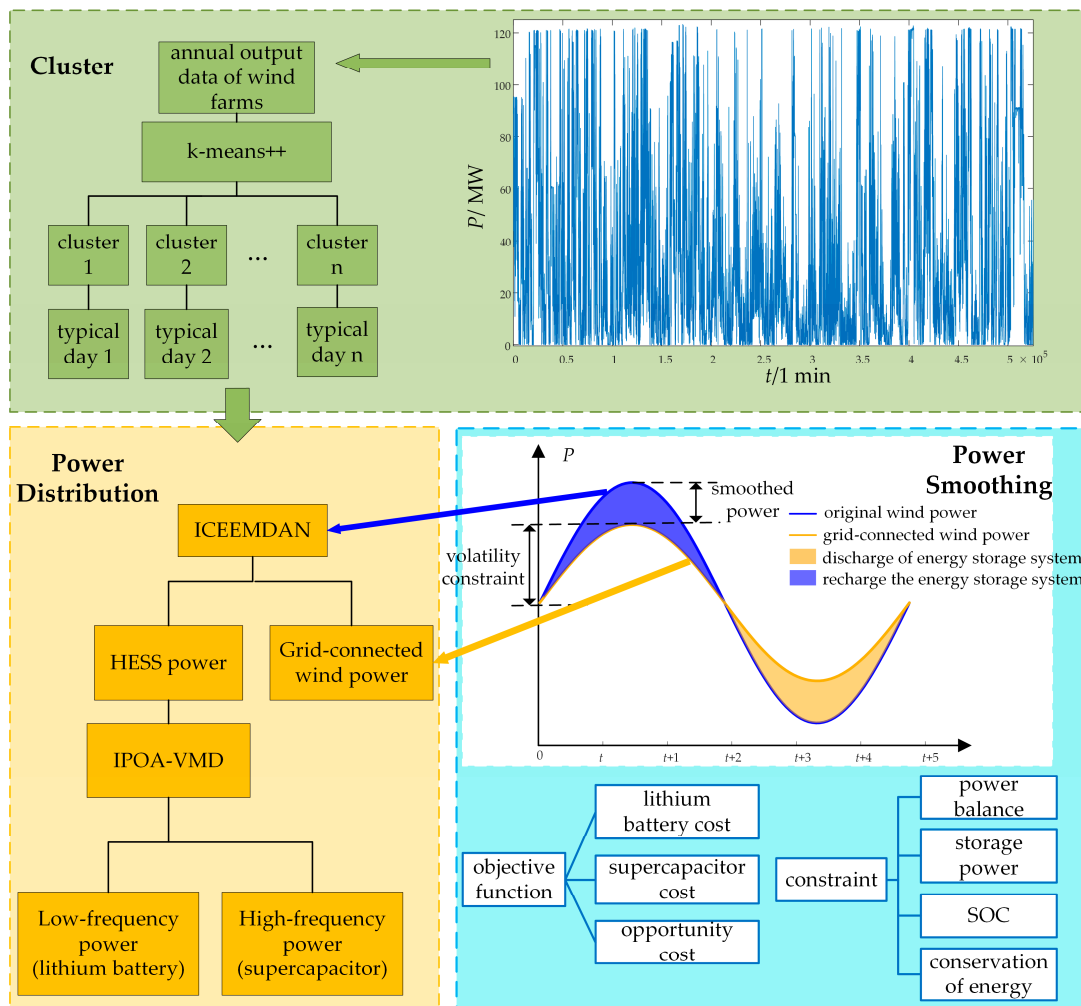 Cluster
annual output
data of wind
farms
k-means++
cluster
1
cluster
2
...
cluster
n
typical
day 1
typical
day 2
...
typical
day n
P/ MW
120
100
80
60
40
20
0
0
0.5
1
1.5
2
2.5
3
3.5
4
4.5
5 × 10⁵
t/1 min
Power
Distribution
ICEEMDAN
HESS power
Grid-connected
wind power
IPOA-VMD
Low-frequency
power
(lithium battery)
High-frequency
power
(supercapacitor)
Power
Smoothing
P
smoothed
power
volatility
constraint
original wind power
grid-connected wind power
discharge of energy storage system
recharge the energy storage system
0
t
t+1
t+2
t+3
t+4
t+5
objective
function
lithium
battery cost
supercapacitor
cost
opportunity
cost
constraint
power
balance
storage
power
SOC
conservation
of energy